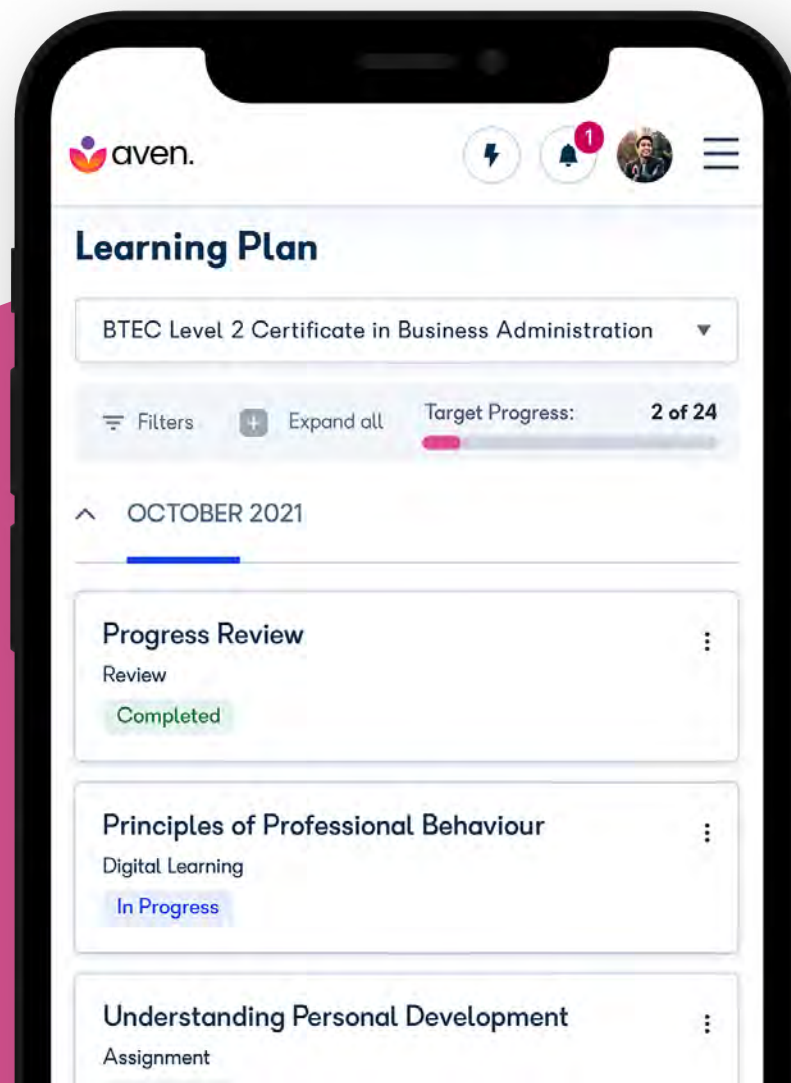 aven.
1
Learning Plan
BTEC Level 2 Certificate in Business Administration
Filters
Expand all
Target Progress:
2 of 24
OCTOBER 2021
Progress Review
Review
Completed
Principles of Professional Behaviour
Digital Learning
In Progress
Understanding Personal Development
Assignment